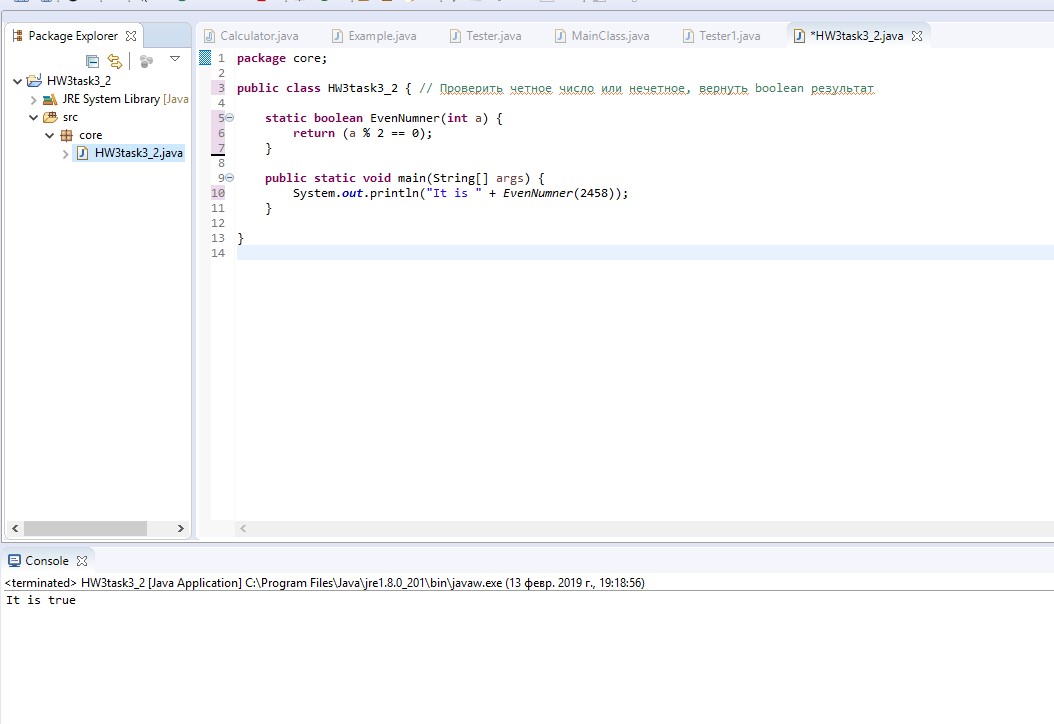 Package Explorer
HW3task3_2
JRE System Library [Java
src
core
HW3task3_2.java
Calculator.java Example.java Tester.java MainClass.java Tester1.java *HW3task3_2.java
1 package core;
2
3 public class HW3task3_2 { // Проверить четное число или нечетное, вернуть boolean результат
4
5 static boolean EvenNumner(int a) {
6 return (a % 2 == 0);
7 }
8
9 public static void main(String[] args) {
10 System.out.println("It is " + EvenNumner(2458));
11 }
12
13 }
14
Console
<terminated> HW3task3_2 [Java Application] C:\Program Files\Java\jre1.8.0_201\bin\javaw.exe (13 февр. 2019 г., 19:18:56)
It is true